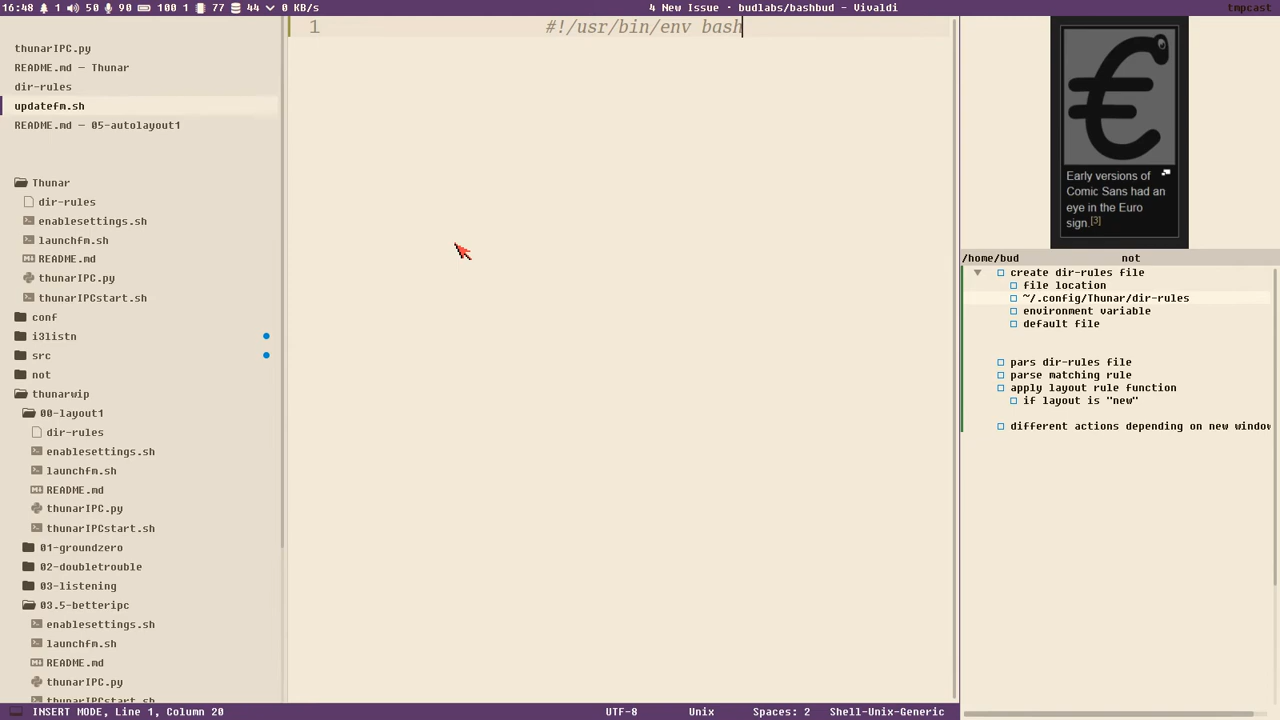 16:48 1 50 90 100 1 77 44 0 KB/s
4 New Issue · budlabs/bashbud - Vivaldi
tmpcast
thunarIPC.py
README.md — Thunar
dir-rules
updatefm.sh
README.md — 05-autolayout1
Thunar
dir-rules
enablesettings.sh
launchfm.sh
README.md
thunarIPC.py
thunarIPCstart.sh
conf
i3listn
src
not
thunarwip
00-layout1
dir-rules
enablesettings.sh
launchfm.sh
README.md
thunarIPC.py
thunarIPCstart.sh
01-groundzero
02-doubletrouble
03-listening
03.5-betteripc
enablesettings.sh
launchfm.sh
README.md
thunarIPC.py
thunarIPCstart.sh
1 #!/usr/bin/env bash
Early versions of
Comic Sans had an
eye in the Euro
sign.[3]
/home/bud not
create dir-rules file
file location
~/.config/Thunar/dir-rules
environment variable
default file
pars dir-rules file
parse matching rule
apply layout rule function
if layout is "new"
different actions depending on new window
INSERT MODE, Line 1, Column 20
UTF-8 Unix Spaces: 2 Shell-Unix-Generic